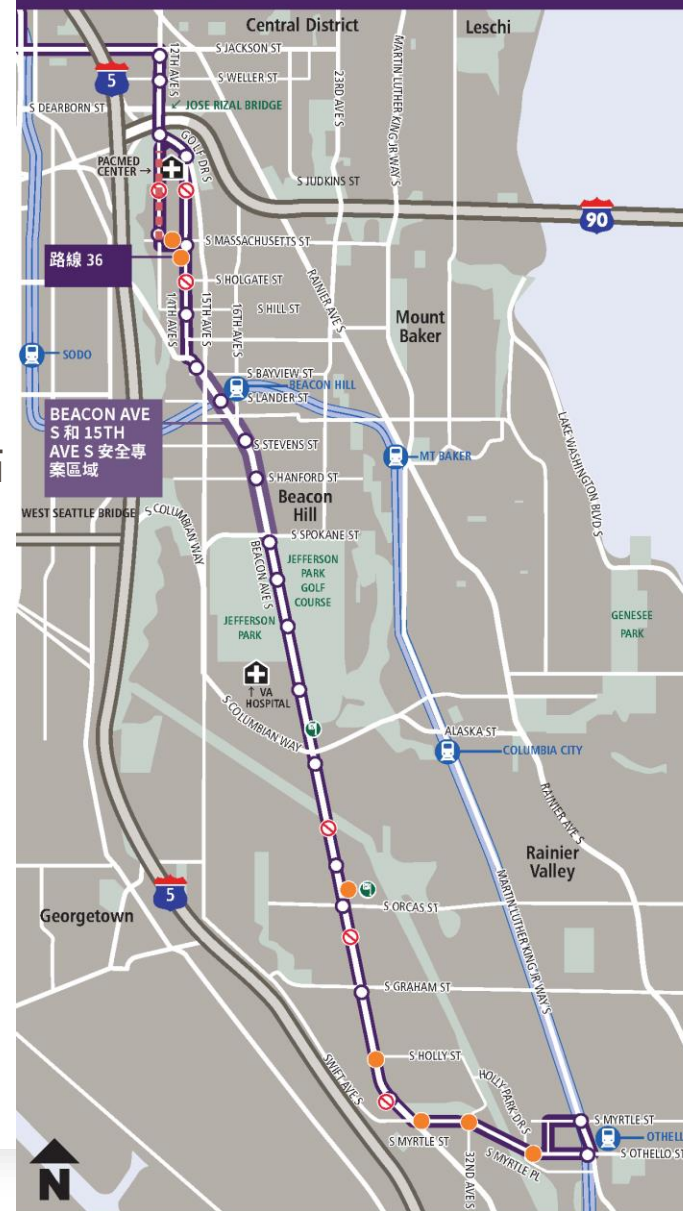 Central District
Leschi
12TH AVE S
S JACKSON ST
5
S WELLER ST
23RD AVE S
MARTIN LUTHER KING JR WAY S
S DEARBORN ST
↙ JOSE RIZAL BRIDGE
GOLF DR S
PACMED
CENTER →
S JUDKINS ST
90
S MASSACHUSETTS ST
路線 36
S HOLGATE ST
RAINIER AVE S
14TH AVE S
15TH AVE S
16TH AVE S
S HILL ST
Mount
Baker
SODO
S BAYVIEW ST
BEACON HILL
S LANDER ST
LAKE WASHINGTON BLVD S
BEACON AVE
S 和 15TH
AVE S 安全專
案區域
S STEVENS ST
MT BAKER
S HANFORD ST
Beacon
Hill
WEST SEATTLE BRIDGE
S COLUMBIAN WAY
S SPOKANE ST
BEACON AVE S
JEFFERSON
PARK
GOLF
COURSE
JEFFERSON
PARK
GENESEE
PARK
↑ VA
HOSPITAL
S COLUMBIAN WAY
ALASKA ST
COLUMBIA CITY
RAINIER AVE S
Rainier
Valley
5
MARTIN LUTHER KING JR WAY S
Georgetown
S ORCAS ST
S GRAHAM ST
S HOLLY ST
SWIFT AVE S
HOLLY PARK DR S
S MYRTLE ST
OTHELL
S MYRTLE ST
32ND AVE S
S MYRTLE PL
S OTHELLO ST
N